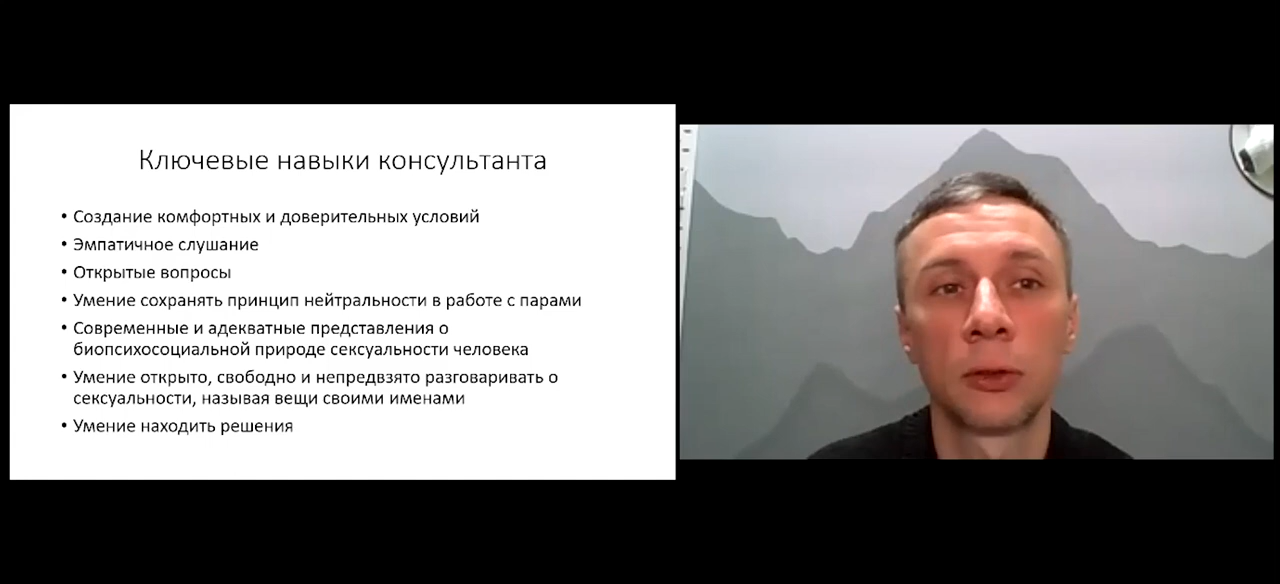 Ключевые навыки консультанта
• Создание комфортных и доверительных условий
• Эмпатичное слушание
• Открытые вопросы
• Умение сохранять принцип нейтральности в работе с парами
• Современные и адекватные представления о
биопсихосоциальной природе сексуальности человека
• Умение открыто, свободно и непредвзято разговаривать о
сексуальности, называя вещи своими именами
• Умение находить решения